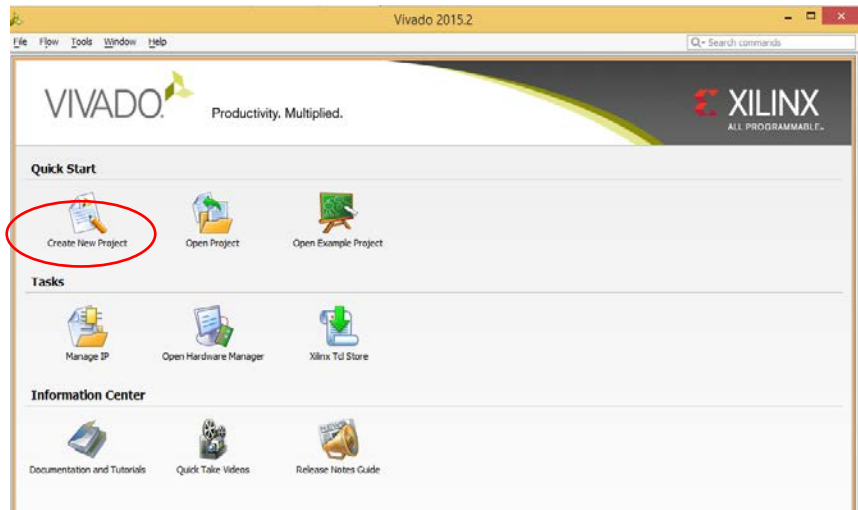 Vivado 2015.2
File Flow Tools Window Help
Search commands
VIVADO.
Productivity. Multiplied.
XILINX
ALL PROGRAMMABLE
Quick Start
Create New Project
Open Project
Open Example Project
Tasks
Manage IP
Open Hardware Manager
Xilinx Tcl Store
Information Center
Documentation and Tutorials
Quick Take Videos
Release Notes Guide